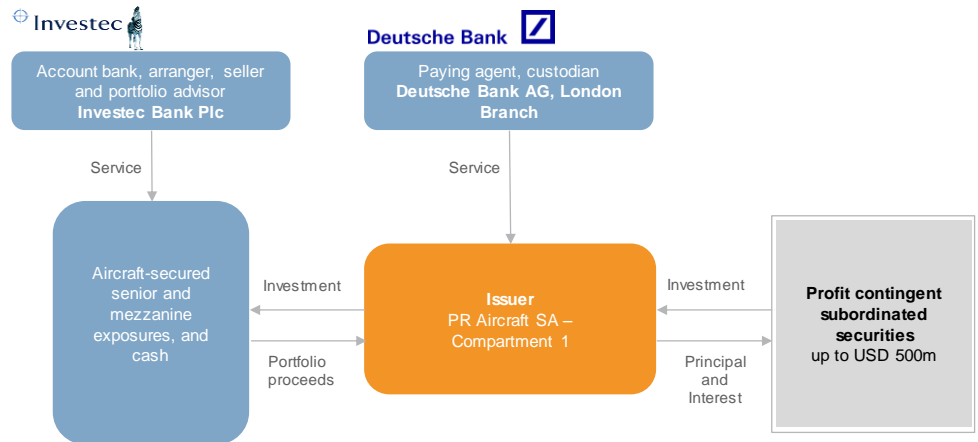 Investec
Deutsche Bank
Account bank, arranger, seller
and portfolio advisor
Investec Bank Plc
Paying agent, custodian
Deutsche Bank AG, London
Branch
Service
Service
Aircraft-secured
senior and
mezzanine
exposures, and
cash
Investment
Portfolio
proceeds
Issuer
PR Aircraft SA –
Compartment 1
Investment
Principal
and
Interest
Profit contingent
subordinated
securities
up to USD 500m